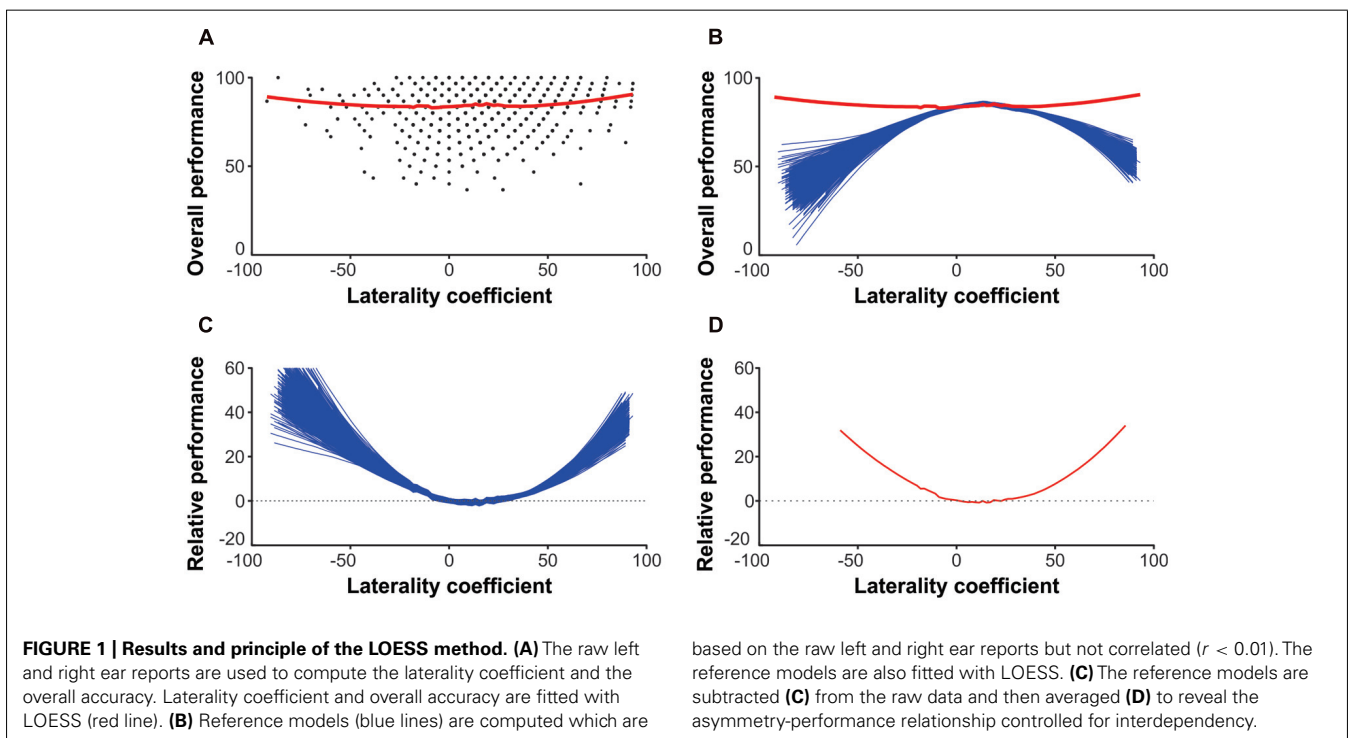 A
B
100
50
0
-100
-50
0
50
100
Overall performance
Laterality coefficient
100
50
0
-100
-50
0
50
100
Overall performance
Laterality coefficient
C
D
60
40
20
0
-20
-100
-50
0
50
100
Relative performance
Laterality coefficient
60
40
20
0
-20
-100
-50
0
50
100
Relative performance
Laterality coefficient
FIGURE 1 | Results and principle of the LOESS method. (A) The raw left
and right ear reports are used to compute the laterality coefficient and the
overall accuracy. Laterality coefficient and overall accuracy are fitted with
LOESS (red line). (B) Reference models (blue lines) are computed which are
based on the raw left and right ear reports but not correlated (r < 0.01). The
reference models are also fitted with LOESS. (C) The reference models are
subtracted (C) from the raw data and then averaged (D) to reveal the
asymmetry-performance relationship controlled for interdependency.